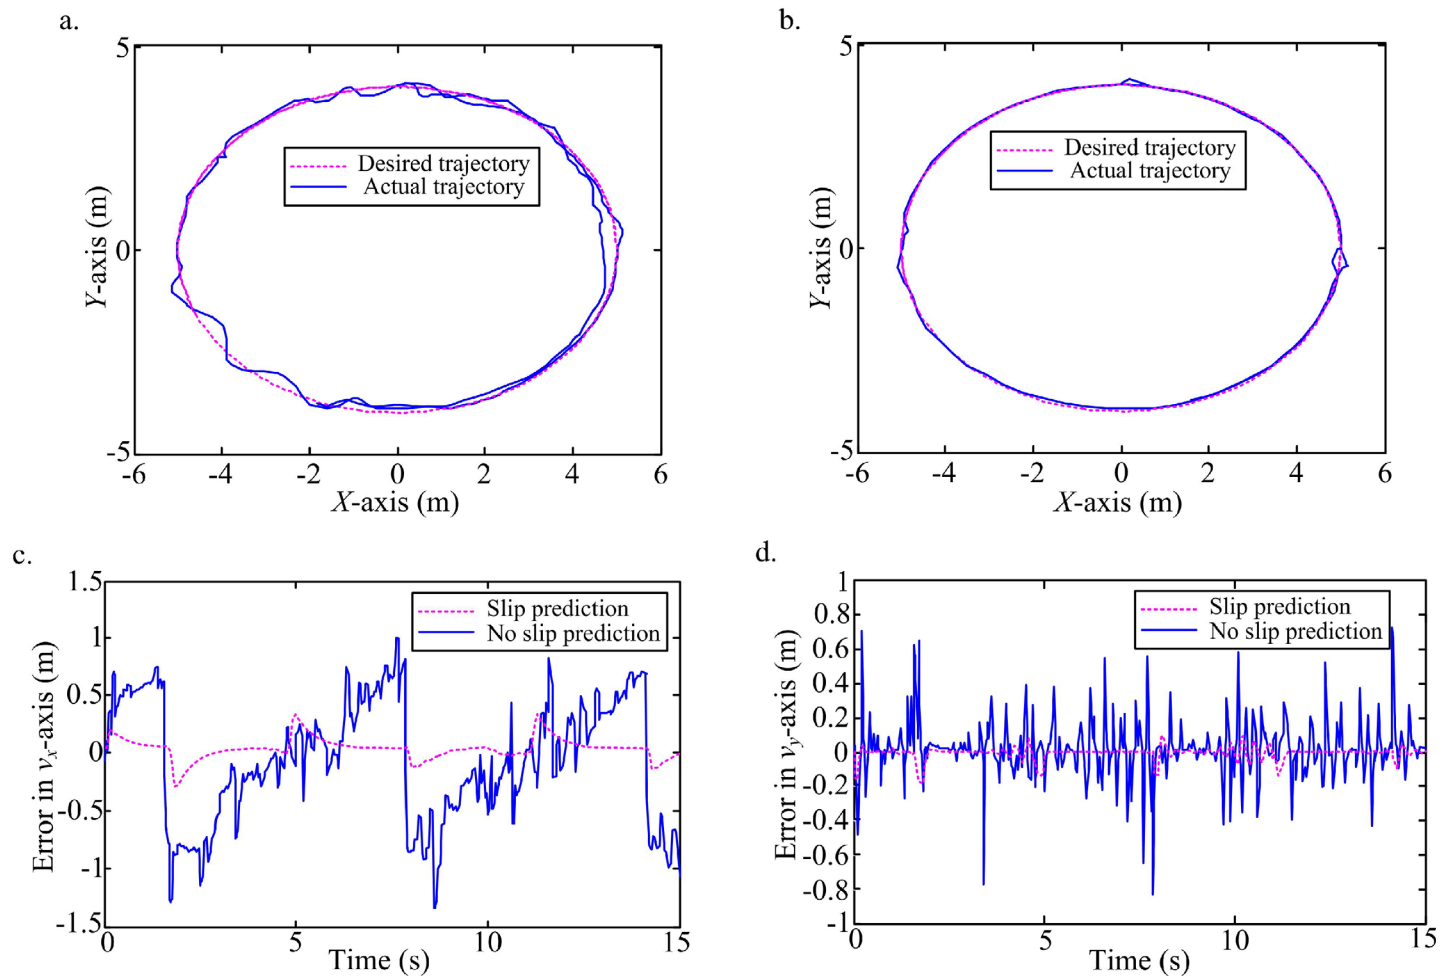 a.
5
0
-5
Y-axis (m)
Desired trajectory
Actual trajectory
-6 -4 -2 0 2 4 6
X-axis (m)
b.
5
0
-5
Y-axis (m)
Desired trajectory
Actual trajectory
-6 -4 -2 0 2 4 6
X-axis (m)
c.
1.5
1
0.5
0
-0.5
-1
-1.5
Error in vx-axis (m)
Slip prediction
No slip prediction
0 5 10 15
Time (s)
d.
1
0.8
0.6
0.4
0.2
0
-0.2
-0.4
-0.6
-0.8
-1
Error in vy-axis (m)
Slip prediction
No slip prediction
0 5 10 15
Time (s)